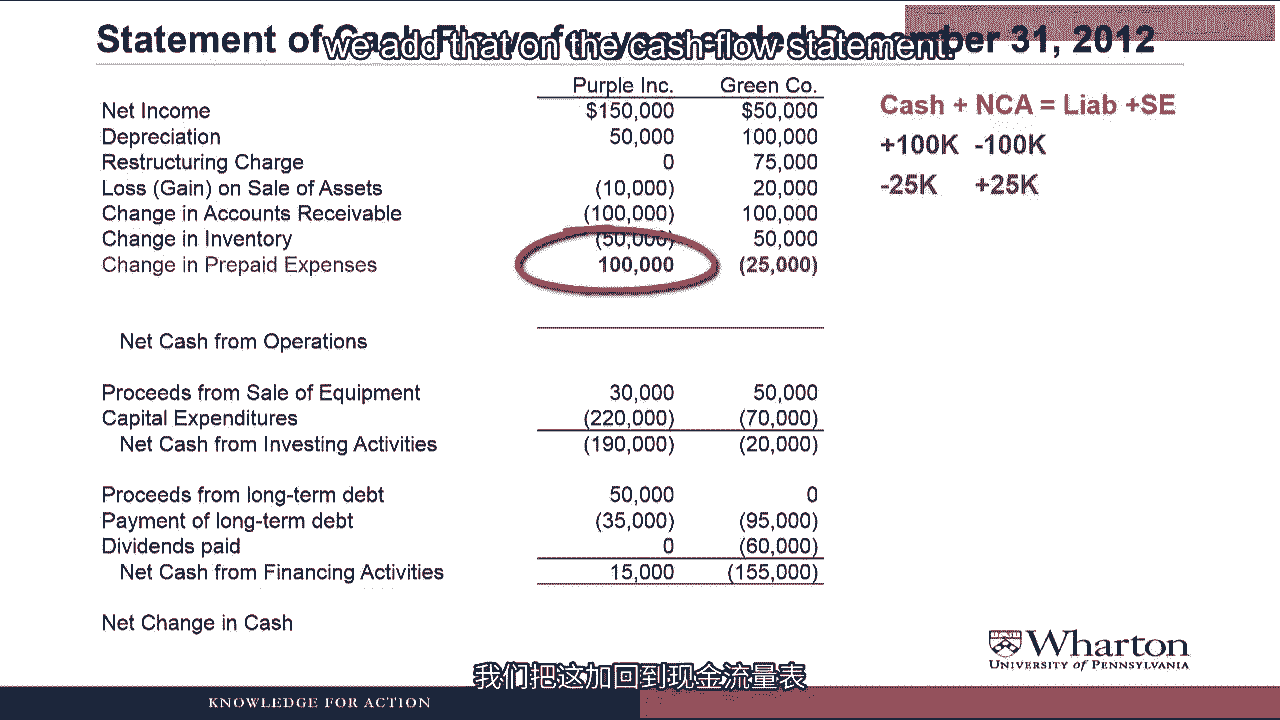 Statement of Cash Flows for year ended December 31, 2012
we add that on the cash flow statement.
Purple Inc. Green Co.
Net Income $150,000 $50,000
Depreciation 50,000 100,000
Restructuring Charge 0 75,000
Loss (Gain) on Sale of Assets (10,000) 20,000
Change in Accounts Receivable (100,000) 100,000
Change in Inventory (50,000) 50,000
Change in Prepaid Expenses 100,000 (25,000)
Net Cash from Operations
Proceeds from Sale of Equipment 30,000 50,000
Capital Expenditures (220,000) (70,000)
Net Cash from Investing Activities (190,000) (20,000)
Proceeds from long-term debt 50,000 0
Payment of long-term debt (35,000) (95,000)
Dividends paid 0 (60,000)
Net Cash from Financing Activities 15,000 (155,000)
Net Change in Cash
Cash + NCA = Liab +SE
+100K -100K
-25K +25K
Wharton
UNIVERSITY of PENNSYLVANIA
我们把这加回到现金流量表
KNOWLEDGE FOR ACTION